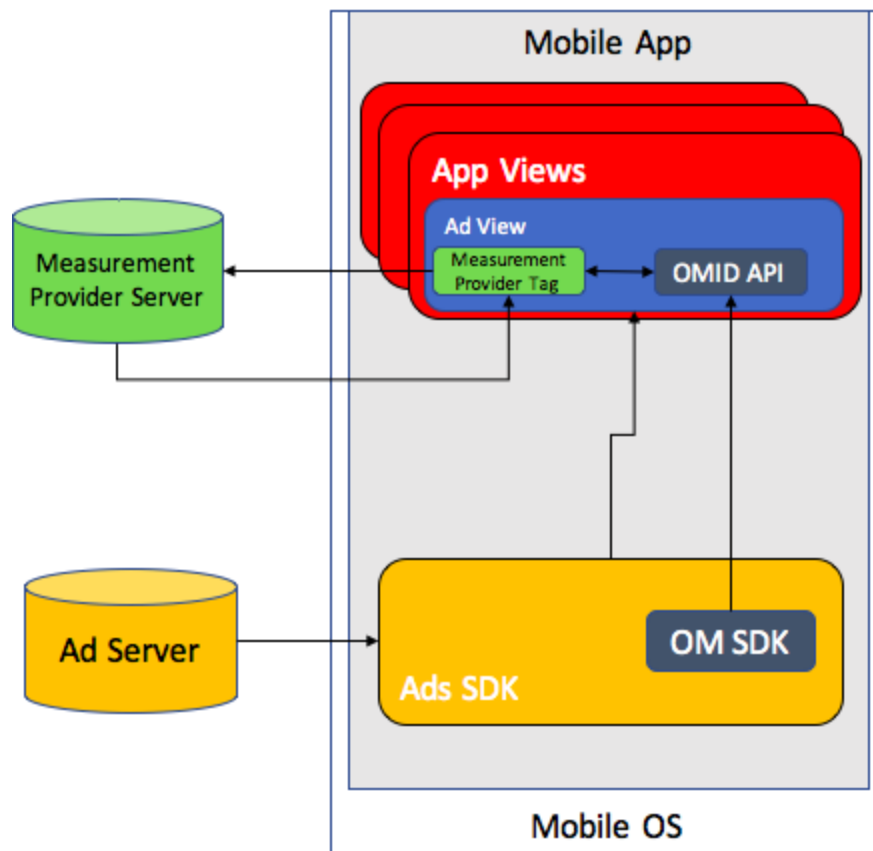 Mobile App
App Views
Ad View
Measurement
Provider Tag
OMID API
Measurement
Provider Server
Ad Server
OM SDK
Ads SDK
Mobile OS